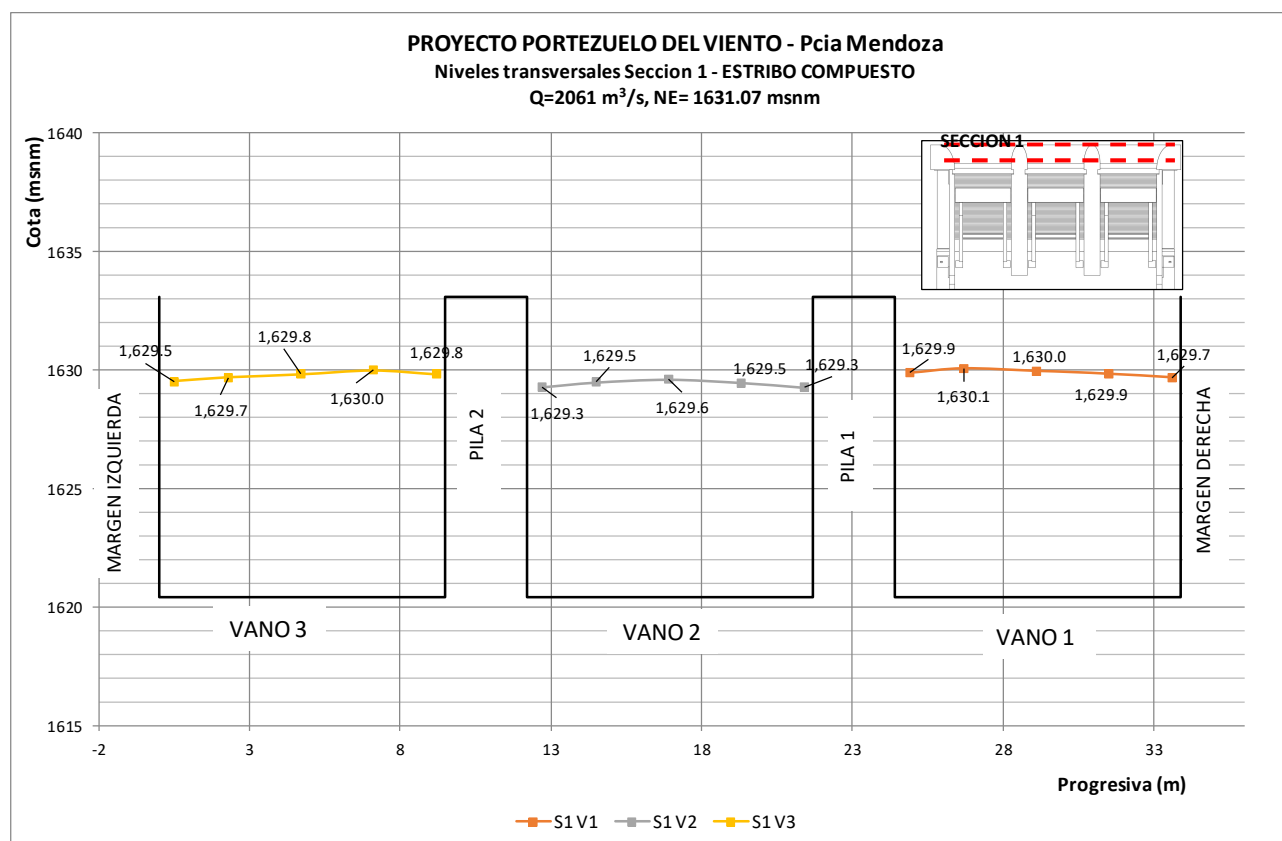 PROYECTO PORTEZUELO DEL VIENTO - Pcia Mendoza
Niveles transversales Seccion 1 - ESTRIBO COMPUESTO
Q=2061 m³/s, NE= 1631.07 msnm
Cota (msnm)
1640
1635
1630
1625
1620
1615
SECCION 1
MARGEN IZQUIERDA
1,629.5
1,629.7
1,629.8
1,630.0
1,629.8
PILA 2
1,629.3
1,629.5
1,629.6
1,629.5
1,629.3
PILA 1
1,629.9
1,630.1
1,630.0
1,629.9
1,629.7
MARGEN DERECHA
VANO 3
VANO 2
VANO 1
-2
3
8
13
18
23
28
33
Progresiva (m)
S1 V1
S1 V2
S1 V3